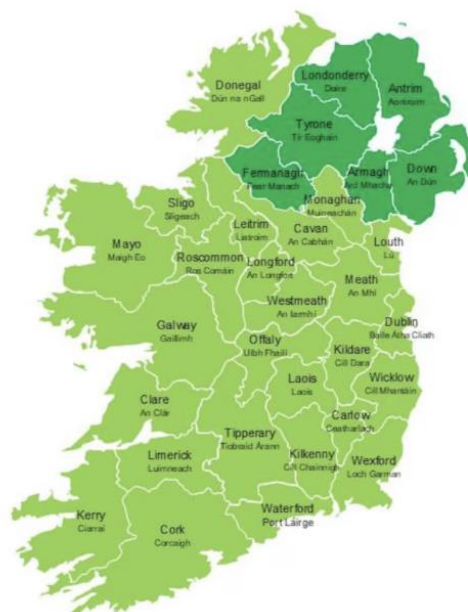 Londonderry
Doire
Antrim
Aontroim
Donegal
Dún na nGall
Tyrone
Tír Eoghain
Fermanagh
Fear Manach
Armagh
Ard Mhacha
Down
An Dún
Monaghan
Muineachán
Sligo
Sligeach
Leitrim
Liatroim
Cavan
An Cabhán
Louth
Lú
Mayo
Maigh Eo
Roscommon
Ros Comáin
Longford
An Longfoa
Meath
An Mhí
Westmeath
An Iarmhí
Dublin
Baile Átha Cliath
Galway
Gaillimh
Offaly
Uíbh Fhailí
Kildare
Cill Dara
Laois
Laois
Wicklow
Cill Mhantáin
Clare
An Clár
Carlow
Ceatharlach
Tipperary
Tiobraid Árann
Limerick
Luimneach
Kilkenny
Cill Chainnigh
Wexford
Loch Garman
Waterford
Port Láirge
Kerry
Ciarraí
Cork
Corcaigh